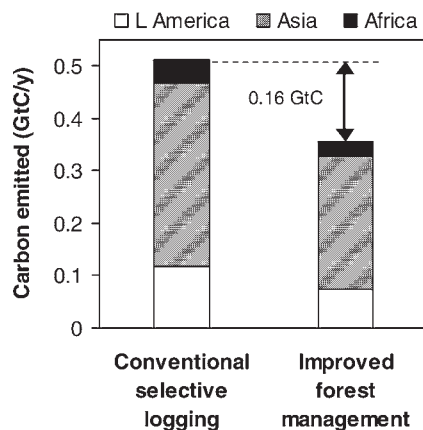 L America Asia Africa
Carbon emitted (GtC/y)
0.5
0.4
0.3
0.2
0.1
0
0.16 GtC
Conventional
selective
logging
Improved
forest
management